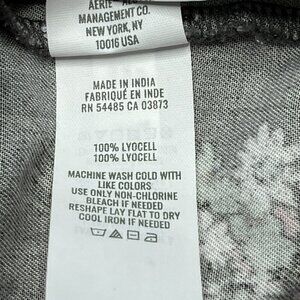 AERIE
MANAGEMENT CO.
NEW YORK, NY
10016 USA
MADE IN INDIA
FABRIQUÉ EN INDE
RN 54485 CA 03873
100% LYOCELL
100% LYOCELL
MACHINE WASH COLD WITH
LIKE COLORS
USE ONLY NON-CHLORINE
BLEACH IF NEEDED
RESHAPE LAY FLAT TO DRY
COOL IRON IF NEEDED